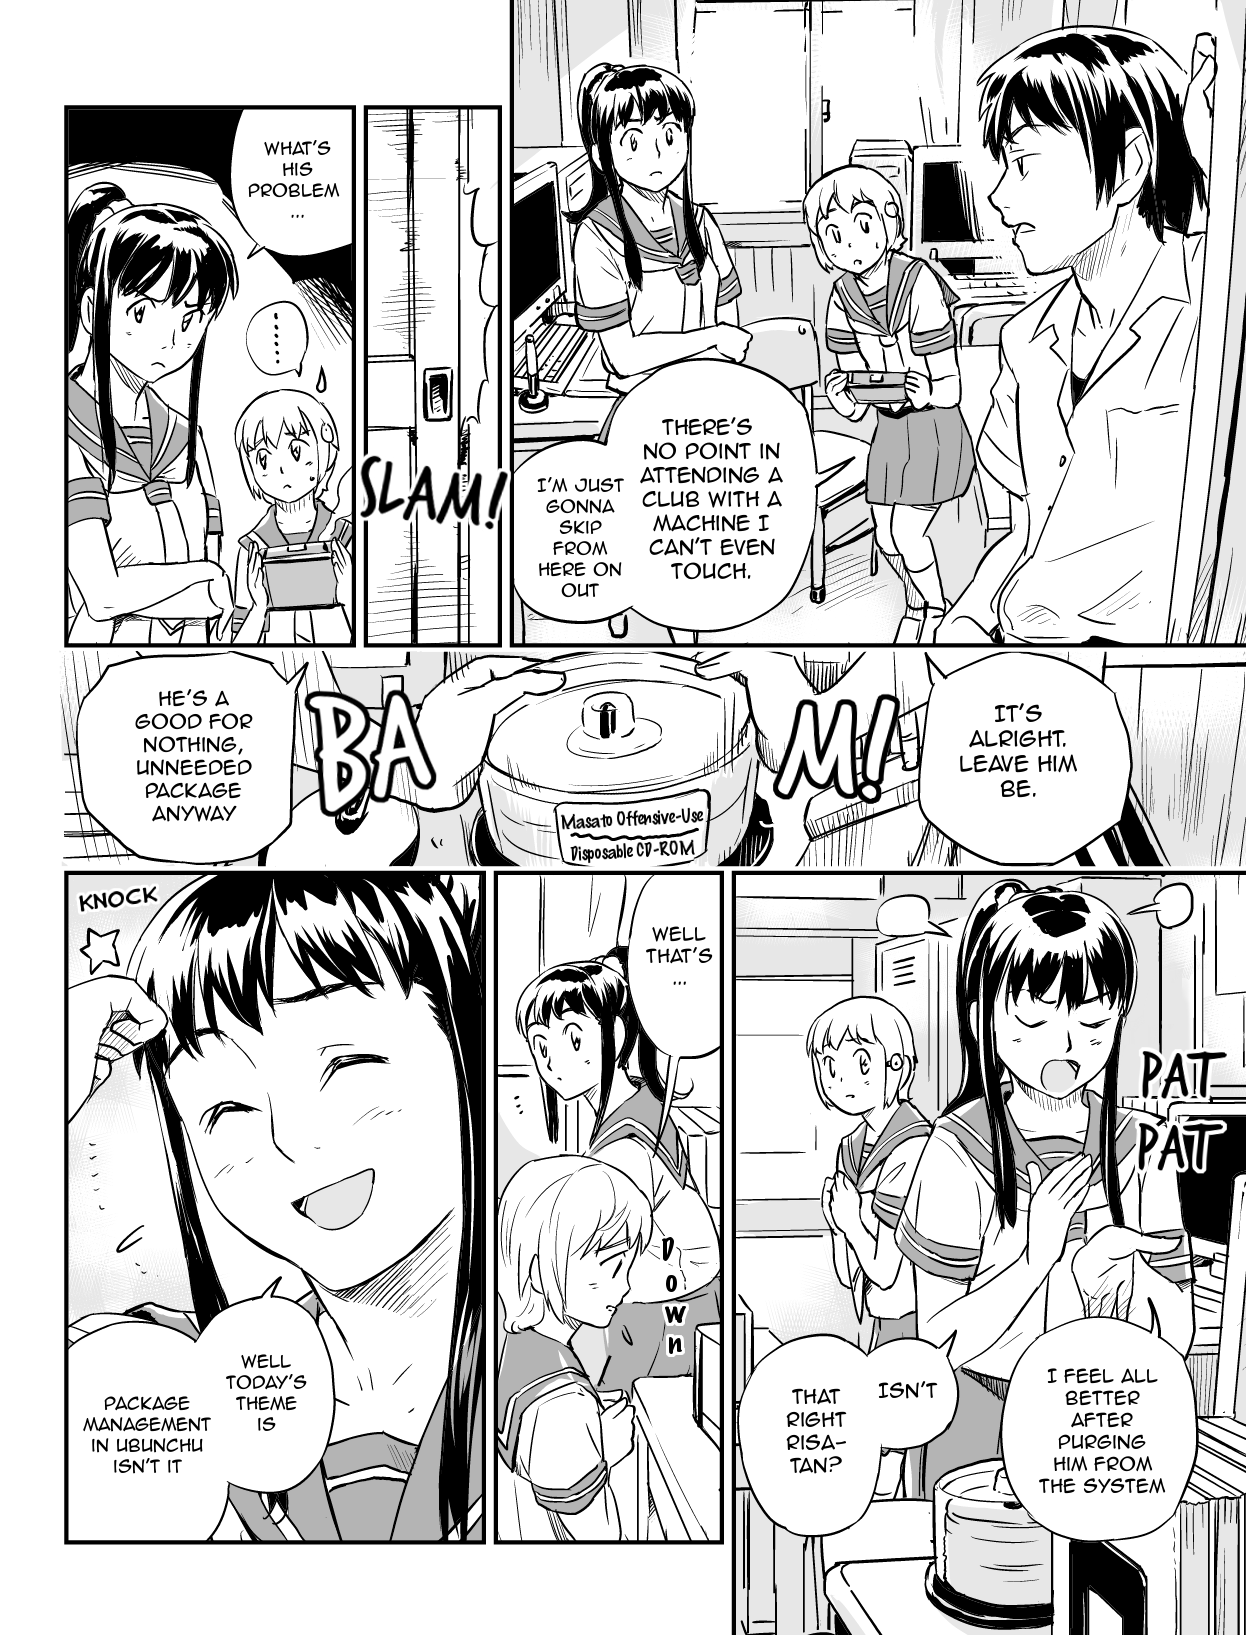 THERE'S
NO POINT IN
ATTENDING A
CLUB WITH A
MACHINE I
CAN'T EVEN
TOUCH.
I'M JUST
GONNA
SKIP
FROM
HERE ON
OUT
SLAM!
WHAT'S
HIS
PROBLEM
...
......
IT'S
ALRIGHT.
LEAVE HIM
BE.
BAM!
Masato Offensive-Use
Disposable CD-ROM
HE'S A
GOOD FOR
NOTHING,
UNNEEDED
PACKAGE
ANYWAY
PAT
PAT
I FEEL ALL
BETTER
AFTER
PURGING
HIM FROM
THE SYSTEM
ISN'T
THAT
RIGHT
RISA-
TAN?
WELL
THAT'S
...
Down
KNOCK
WELL
TODAY'S
THEME
IS
PACKAGE
MANAGEMENT
IN UBUNCHU
ISN'T IT